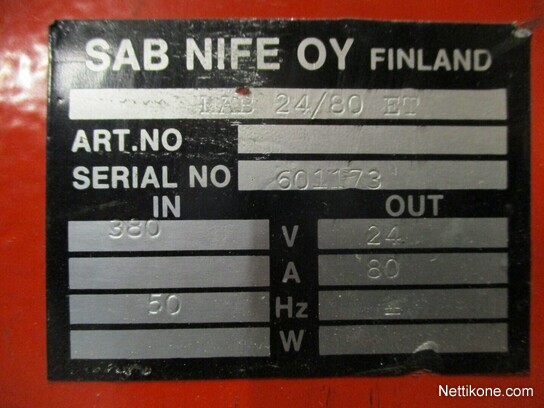 SAB NIFE OY FINLAND
LAB 24/80 ET
ART.NO
SERIAL NO 601173
IN OUT
380 V 24
A 80
50 Hz =
W
Nettikone.com